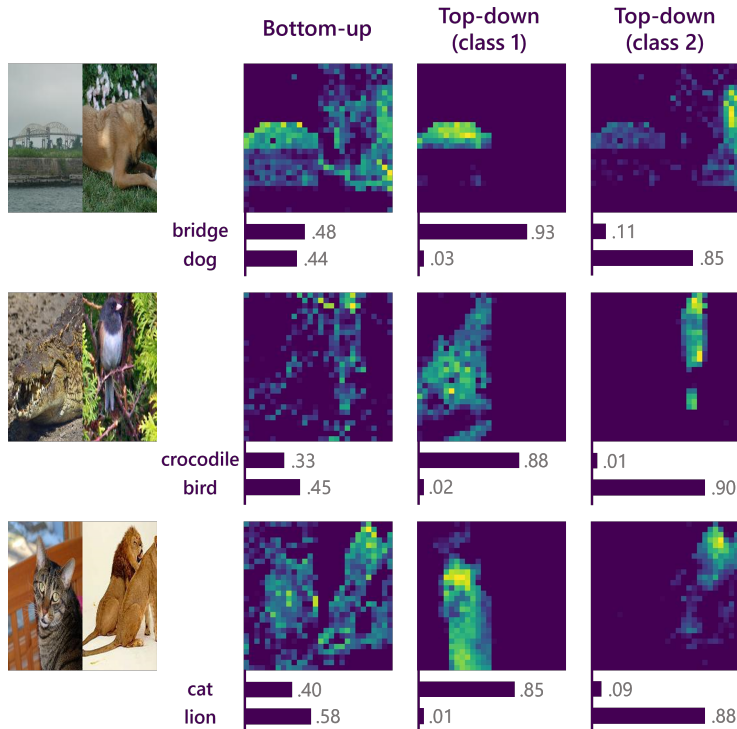 Bottom-up
Top-down
(class 1)
Top-down
(class 2)
bridge .48 .93 .11
dog .44 .03 .85
crocodile .33 .88 .01
bird .45 .02 .90
cat .40 .85 .09
lion .58 .01 .88